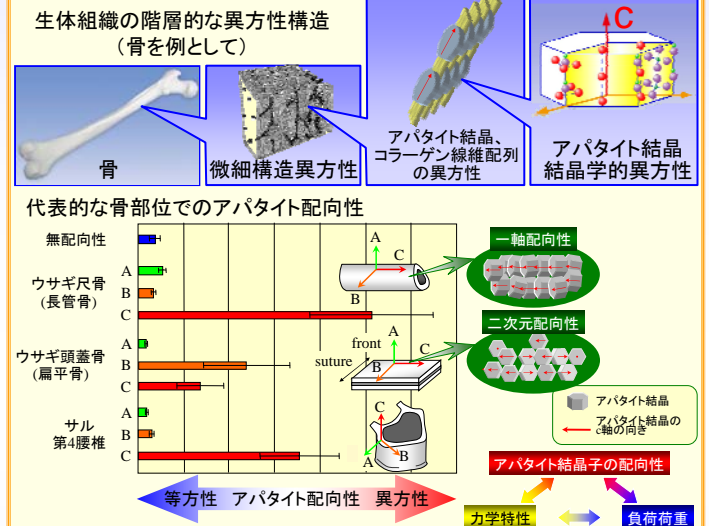 生体組織の階層的な異方性構造
(骨を例として)
骨
微細構造異方性
アパタイト結晶、
コラーゲン線維配列
の異方性
C
アパタイト結晶
結晶学的異方性
代表的な骨部位でのアパタイト配向性
無配向性
ウサギ尺骨
(長管骨)
A
B
C
A
C
B
一軸配向性
ウサギ頭蓋骨
(扁平骨)
A
B
C
front
suture
A
C
B
二次元配向性
サル
第4腰椎
A
B
C
C
A
B
アパタイト結晶
アパタイト結晶の
c軸の向き
等方性 アパタイト配向性 異方性
アパタイト結晶子の配向性
力学特性
負荷荷重